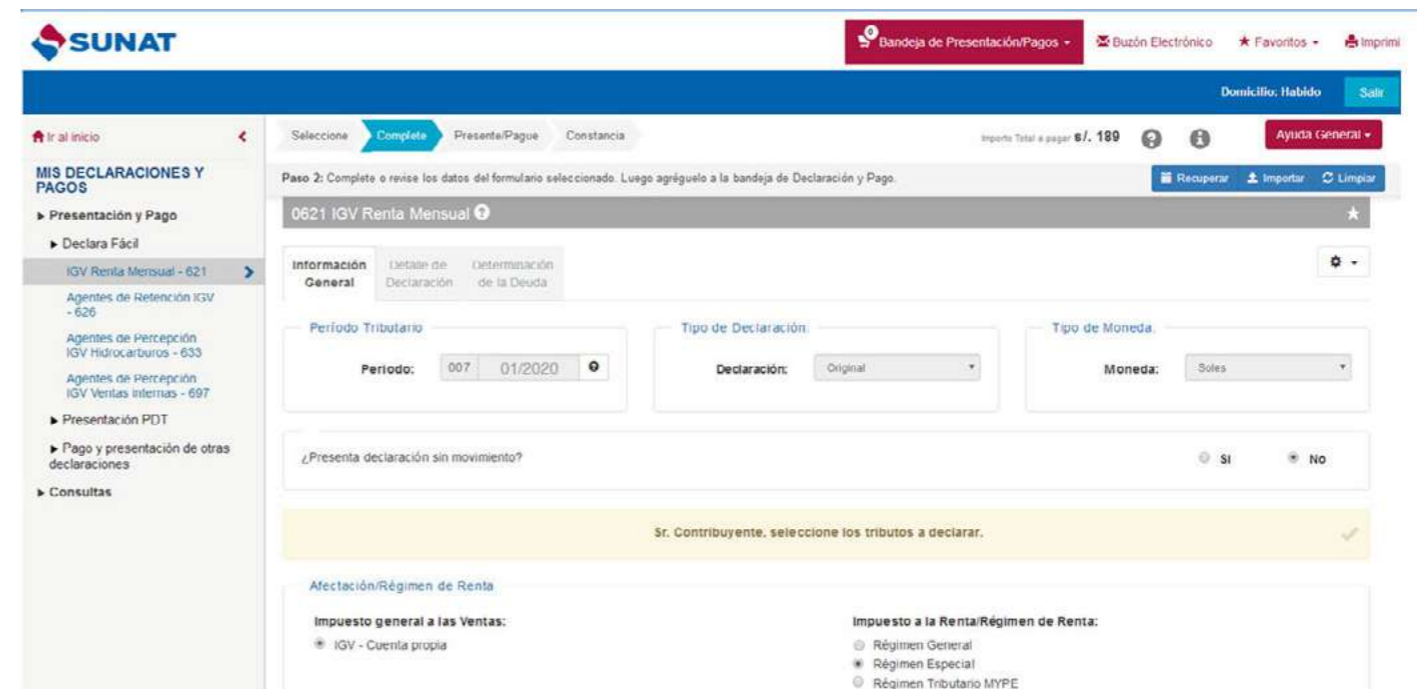 SUNAT
0
Bandeja de Presentación/Pagos
Buzón Electrónico
Favoritos
Imprimi
Domicilio: Habido
Salir
Ir al inicio
Seleccione
Complete
Presente/Pague
Constancia
Importe Total a pagar S/. 189
Ayuda General
MIS DECLARACIONES Y
PAGOS
Paso 2: Complete o revise los datos del formulario seleccionado. Luego agréguelo a la bandeja de Declaración y Pago.
Recuperar
Importar
Limpiar
Presentación y Pago
Declara Fácil
IGV Renta Mensual - 621
Agentes de Retención IGV
- 626
Agentes de Percepción
IGV Hidrocarburos - 633
Agentes de Percepción
IGV Ventas Internas - 697
Presentación PDT
Pago y presentación de otras
declaraciones
Consultas
0621 IGV Renta Mensual
Información
General
Detalle de
Declaración
Determinación
de la Deuda
Período Tributario
Periodo:
007
01/2020
Tipo de Declaración.
Declaración:
Original
Tipo de Moneda.
Moneda:
Soles
¿Presenta declaración sin movimiento?
SI
No
Sr. Contribuyente, seleccione los tributos a declarar.
Afectación/Régimen de Renta
Impuesto general a las Ventas:
IGV - Cuenta propia
Impuesto a la Renta/Régimen de Renta:
Régimen General
Régimen Especial
Régimen Tributario MYPE